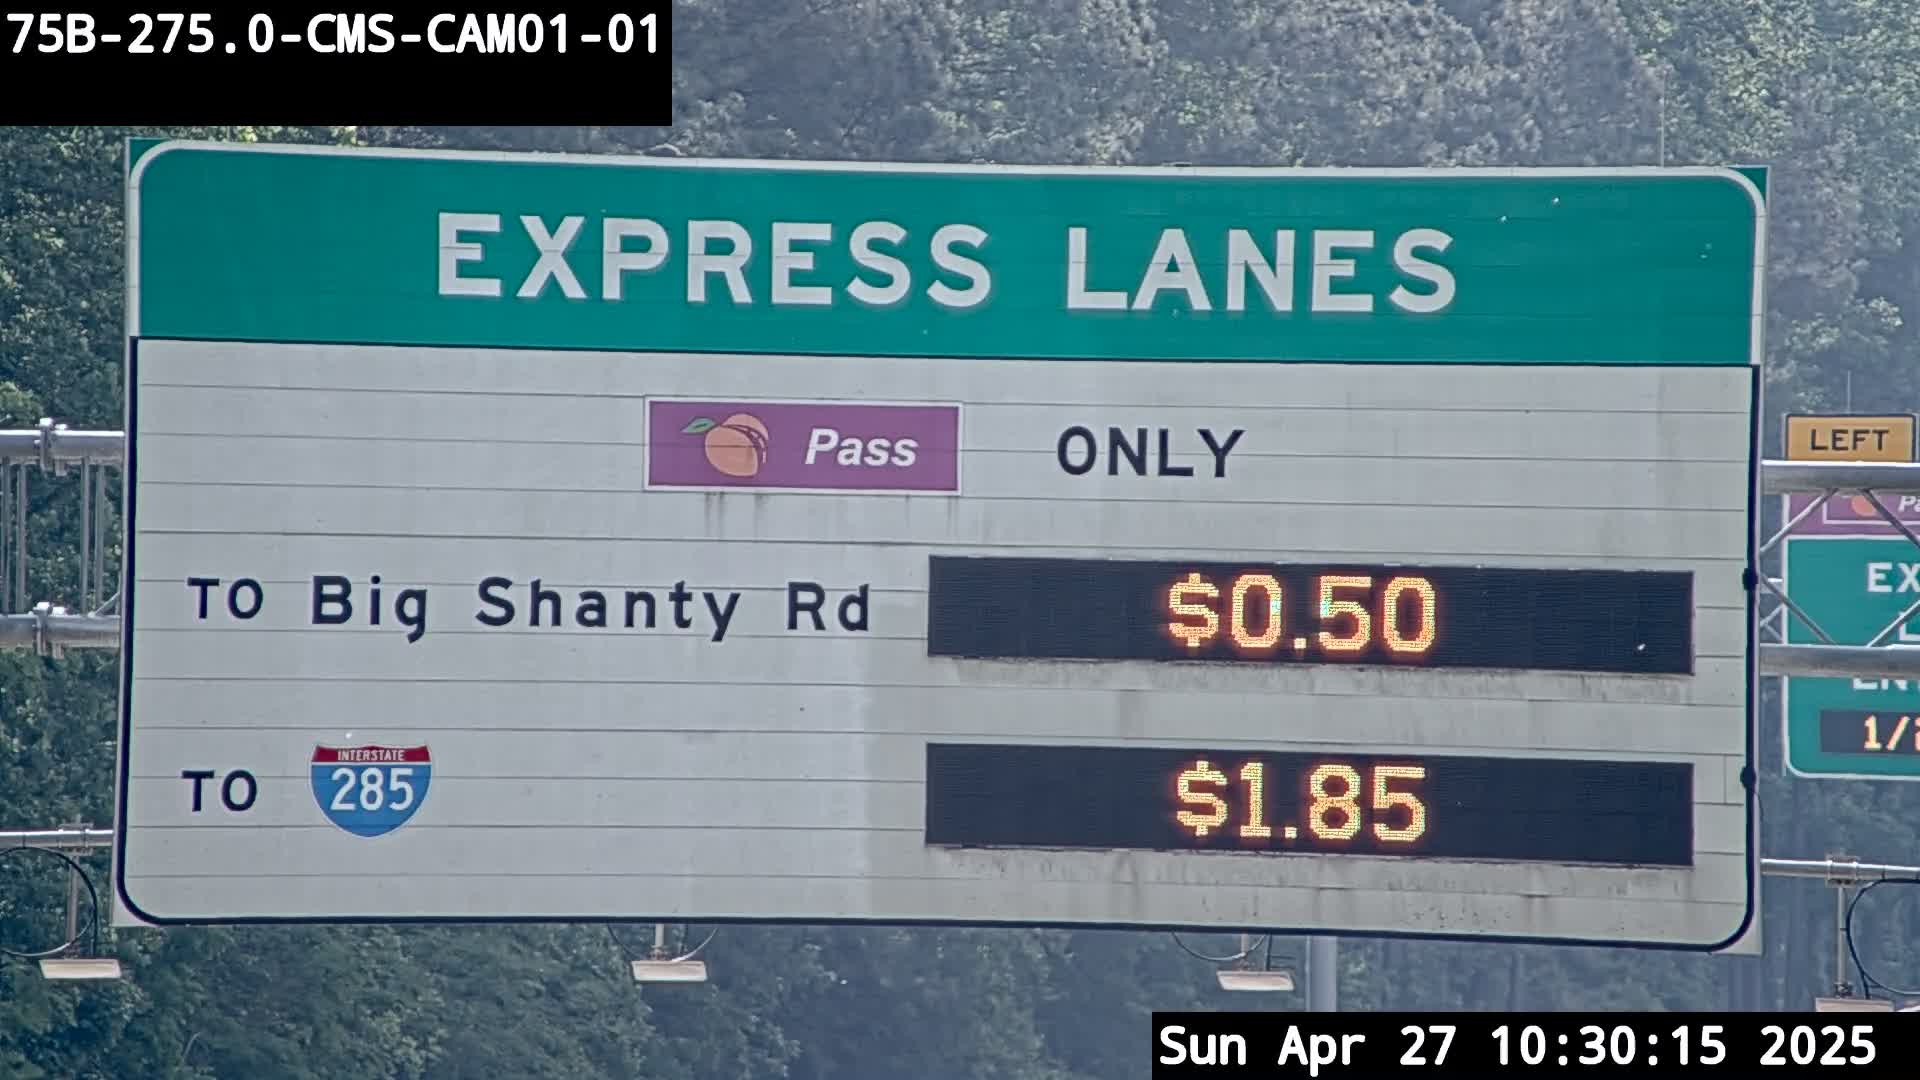 75B-275.0-CMS-CAM01-01
EXPRESS LANES
Pass ONLY
LEFT
TO Big Shanty Rd $0.50
TO INTERSTATE 285 $1.85
Sun Apr 27 10:30:15 2025